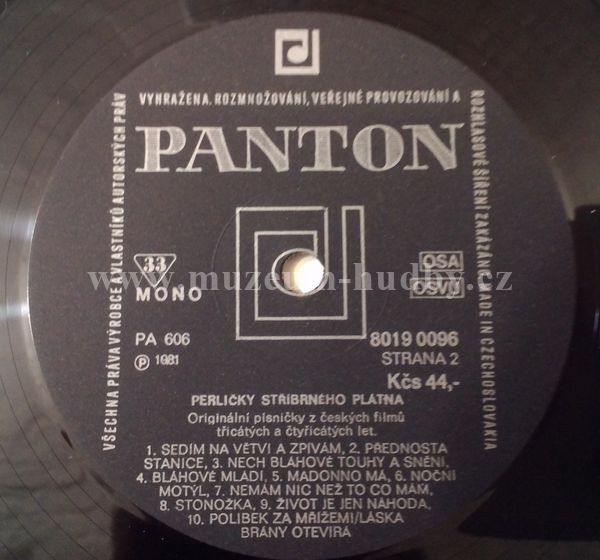 VYHRAŽENA. ROZMNOŽOVÁNÍ, VEŘEJNÉ PROVOZOVÁNÍ A
ROZHLASOVÉ ŠÍŘENÍ ZAKÁZÁNO. MADE IN CZECHOSLOVAKIA
VŠECHNA PRÁVA VÝROBCE A VLASTNÍKŮ AUTORSKÝCH PRÁV
PANTON
33
MONO
OSA
OSVU
www.muzeum-hudby.cz
PA 606
8019 0096
Ⓟ 1981
STRANA 2
Kčs 44,-
PERLIČKY STŘÍBRNÉHO PLÁTNA
Originální písničky z českých filmů
třicátých a čtyřicátých let.
1. SEDÍM NA VĚTVI A ZPÍVÁM, 2. PŘEDNOSTA
STANICE, 3. NECH BLÁHOVÉ TOUHY A SNĚNÍ,
4. BLÁHOVÉ MLÁDÍ, 5. MADONNO MÁ, 6. NOČNÍ
MOTÝL, 7. NEMÁM NIC NEŽ TO CO MÁM,
8. STONOŽKA, 9. ŽIVOT JE JEN NÁHODA,
10. POLIBEK ZA MŘÍŽEMI/LÁSKA
BRÁNY OTEVÍRÁ